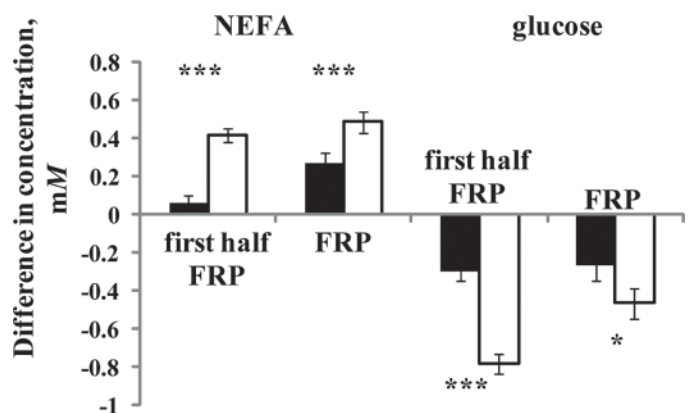 NEFA
glucose
Difference in concentration,
mM
0.8
0.6
0.4
0.2
0
-0.2
-0.4
-0.6
-0.8
-1
***
***
first half
FRP
FRP
first half
FRP
FRP
***
*